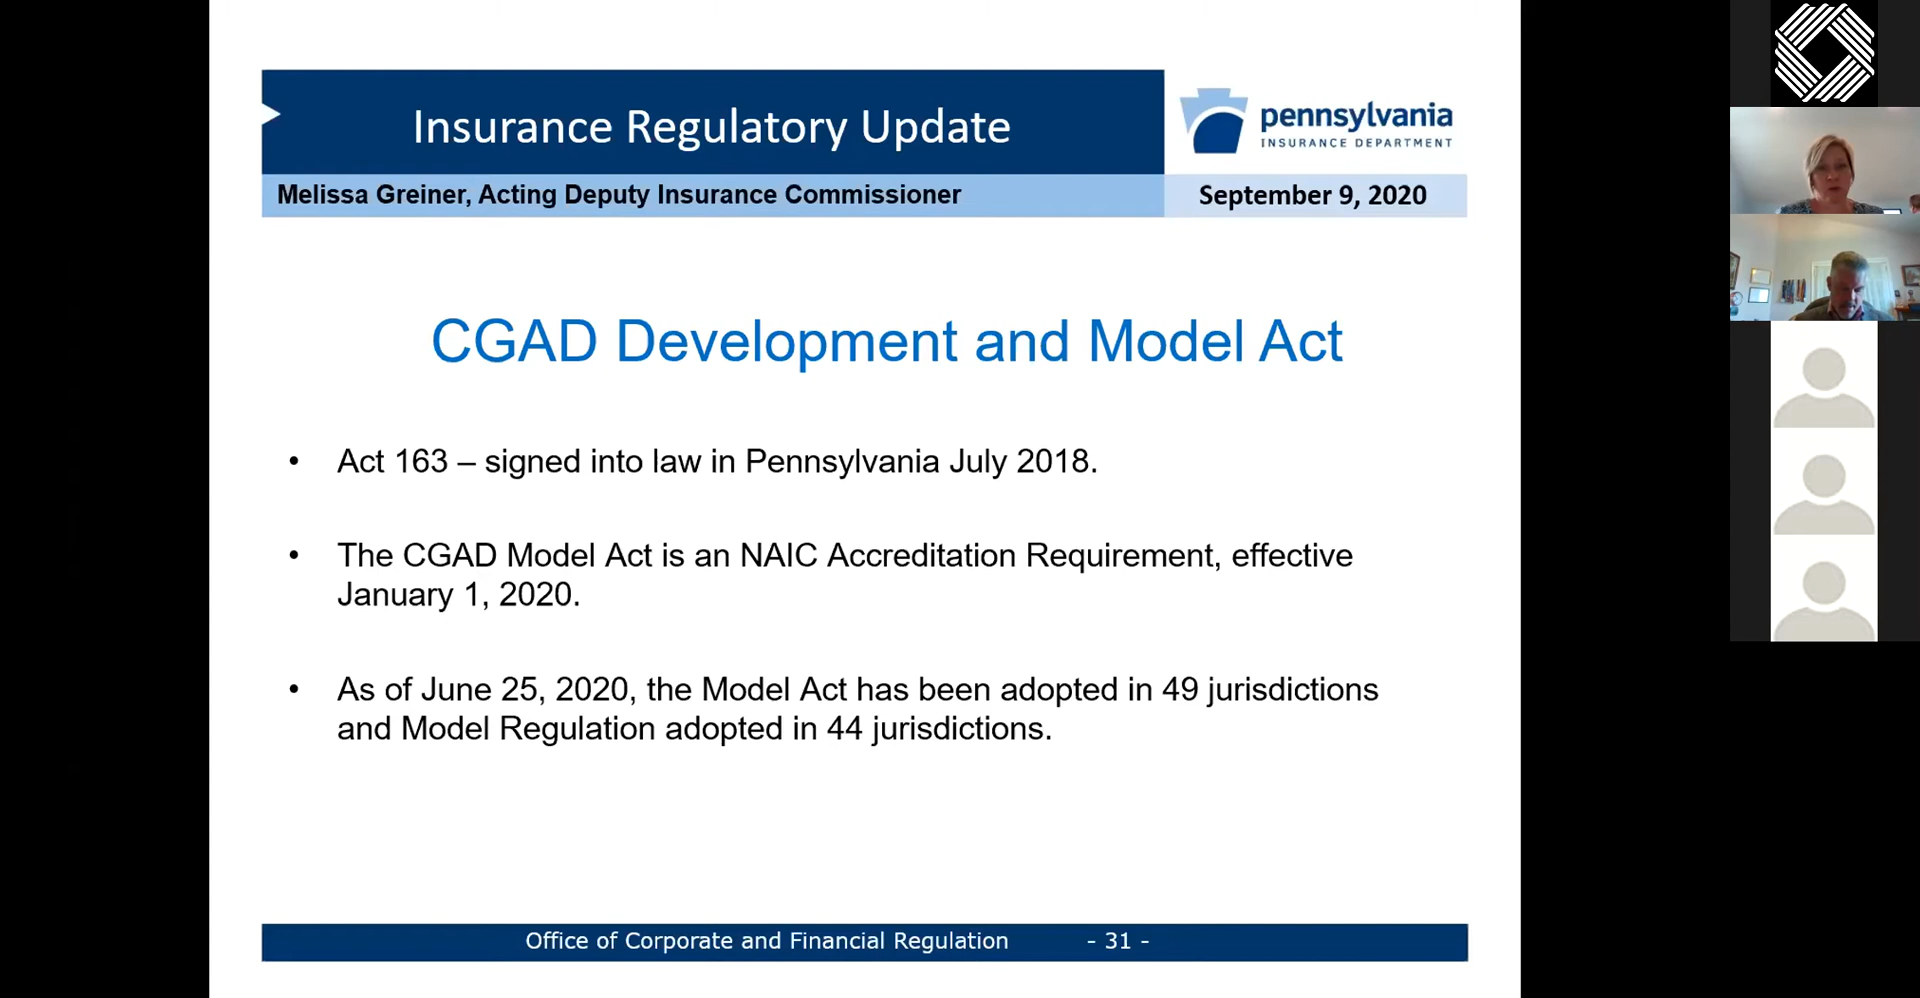 Insurance Regulatory Update
pennsylvania
INSURANCE DEPARTMENT
Melissa Greiner, Acting Deputy Insurance Commissioner
September 9, 2020
CGAD Development and Model Act
• Act 163 – signed into law in Pennsylvania July 2018.
• The CGAD Model Act is an NAIC Accreditation Requirement, effective
January 1, 2020.
• As of June 25, 2020, the Model Act has been adopted in 49 jurisdictions
and Model Regulation adopted in 44 jurisdictions.
Office of Corporate and Financial Regulation - 31 -